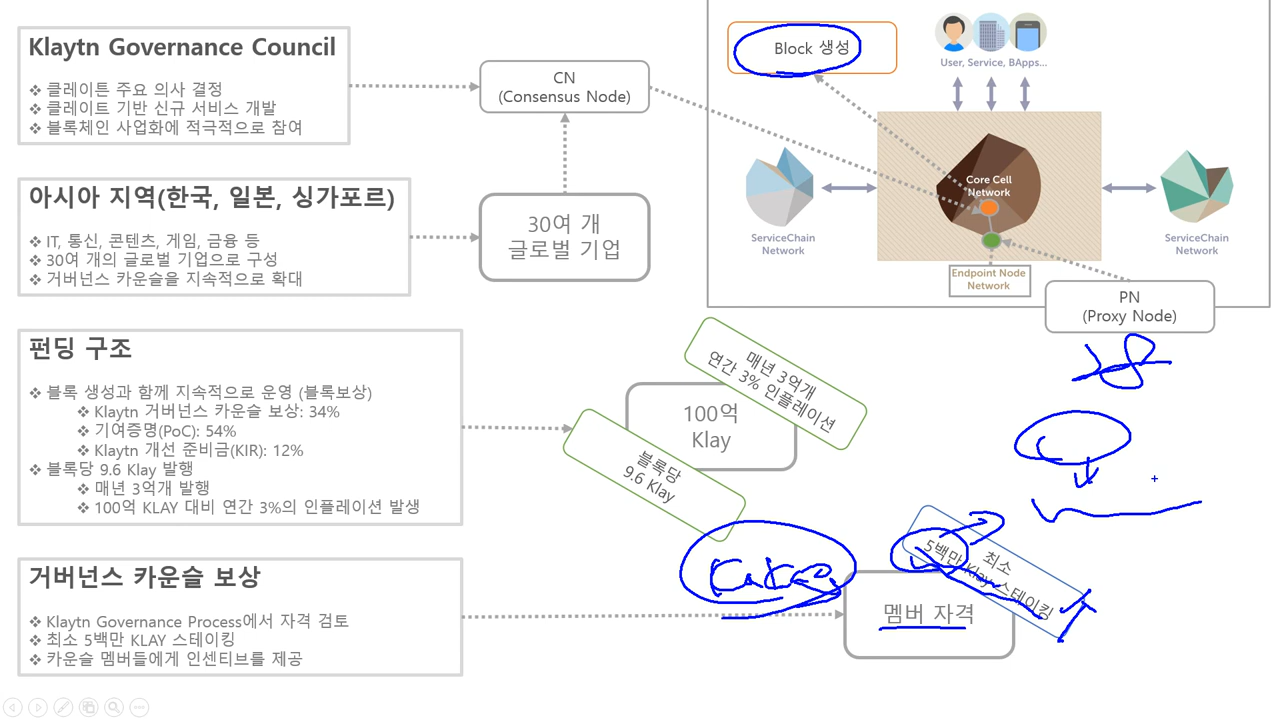 Klaytn Governance Council
❖ 클레이튼 주요 의사 결정
❖ 클레이트 기반 신규 서비스 개발
❖ 블록체인 사업화에 적극적으로 참여
CN
(Consensus Node)
Block 생성
User, Service, BApps...
Core Cell
Network
ServiceChain
Network
ServiceChain
Network
Endpoint Node
Network
PN
(Proxy Node)
아시아 지역(한국, 일본, 싱가포르)
❖ IT, 통신, 콘텐츠, 게임, 금융 등
❖ 30여 개의 글로벌 기업으로 구성
❖ 거버넌스 카운슬을 지속적으로 확대
30여 개
글로벌 기업
펀딩 구조
❖ 블록 생성과 함께 지속적으로 운영 (블록보상)
❖ Klaytn 거버넌스 카운슬 보상: 34%
❖ 기여증명(PoC): 54%
❖ Klaytn 개선 준비금(KIR): 12%
❖ 블록당 9.6 Klay 발행
❖ 매년 3억개 발행
❖ 100억 KLAY 대비 연간 3%의 인플레이션 발생
매년 3억개
연간 3% 인플레이션
100억
Klay
블록당
9.6 Klay
거버넌스 카운슬 보상
❖ Klaytn Governance Process에서 자격 검토
❖ 최소 5백만 KLAY 스테이킹
❖ 카운슬 멤버들에게 인센티브를 제공
최소
5백만 Klay 스테이킹
멤버 자격